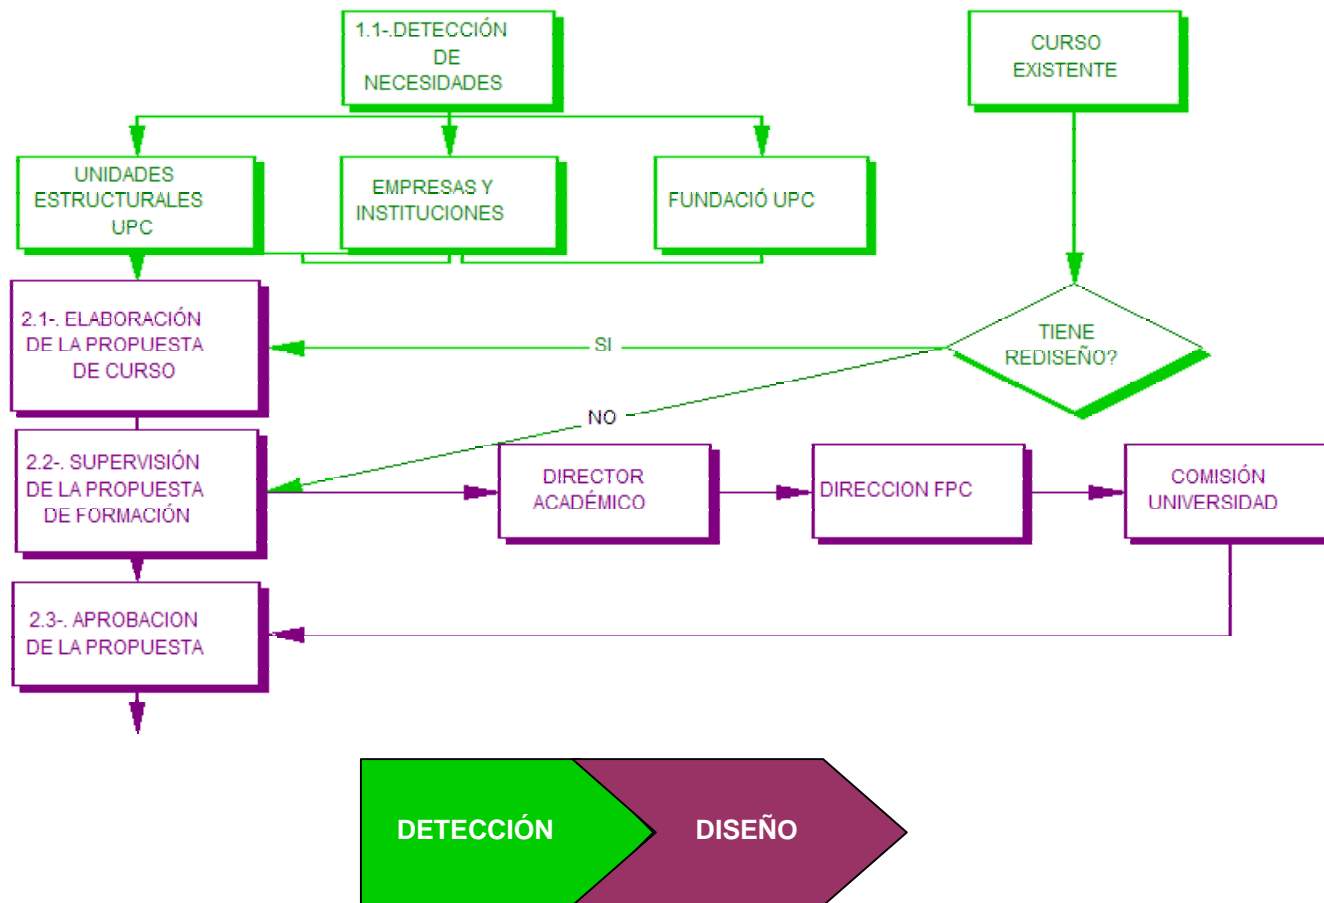 1.1-.DETECCIÓN
DE
NECESIDADES
CURSO
EXISTENTE
UNIDADES
ESTRUCTURALES
UPC
EMPRESAS Y
INSTITUCIONES
FUNDACIÓ UPC
2.1-. ELABORACIÓN
DE LA PROPUESTA
DE CURSO
SI
TIENE
REDISEÑO?
NO
2.2-. SUPERVISIÓN
DE LA PROPUESTA
DE FORMACIÓN
DIRECTOR
ACADÉMICO
DIRECCION FPC
COMISIÓN
UNIVERSIDAD
2.3-. APROBACION
DE LA PROPUESTA
DETECCIÓN
DISEÑO